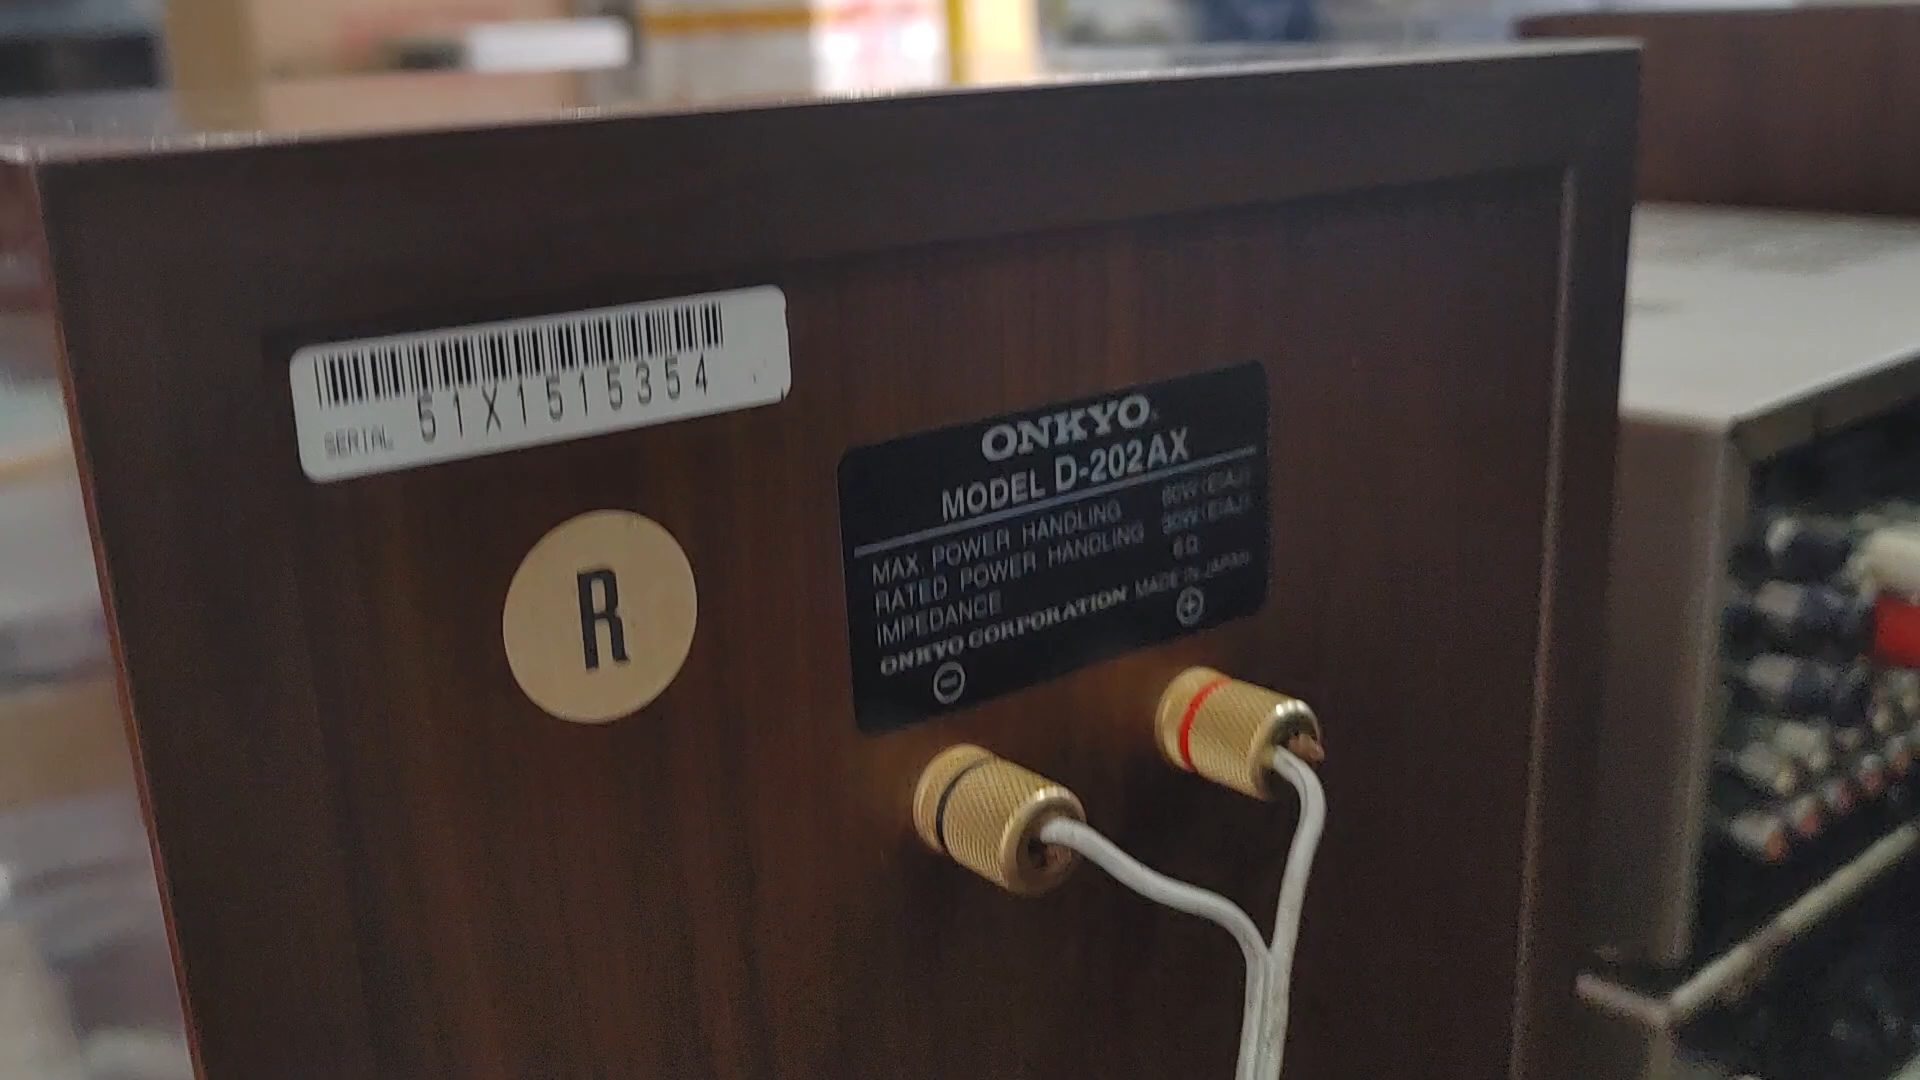 51X1515354
SERIAL
R
ONKYO
MODEL D-202AX
MAX. POWER HANDLING
RATED POWER HANDLING
IMPEDANCE 6Ω
ONKYO CORPORATION MADE IN JAPAN